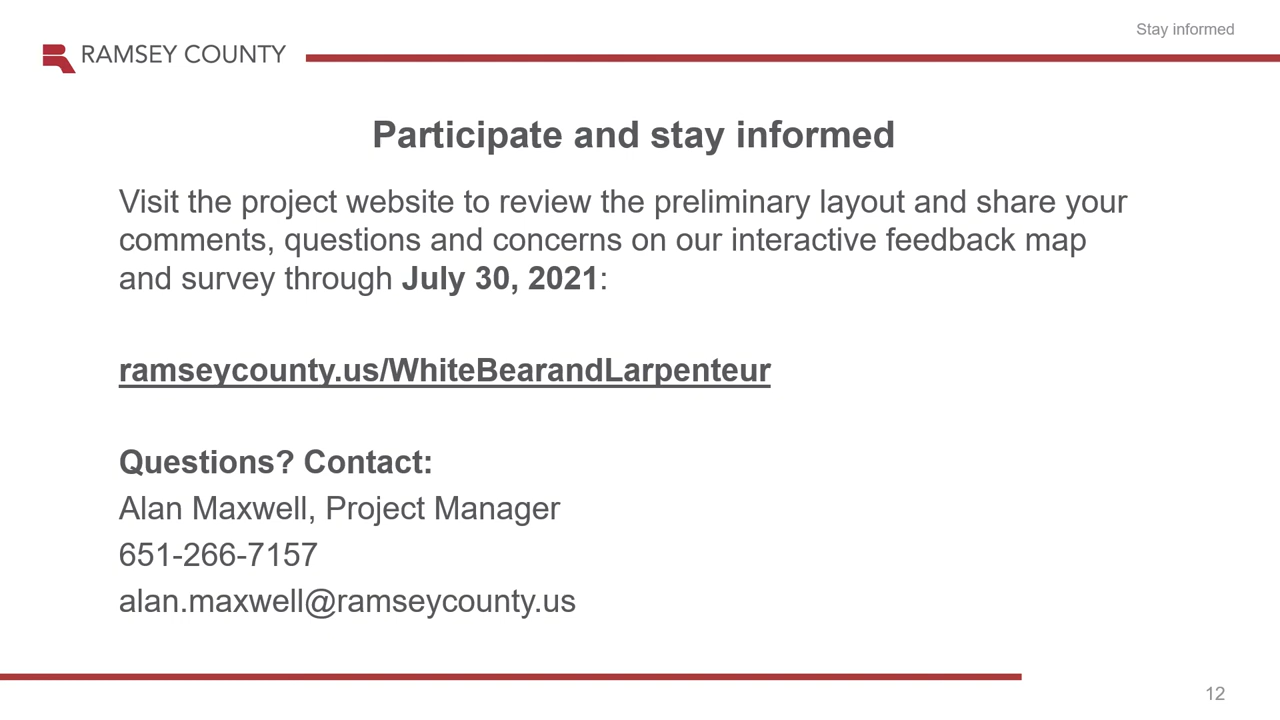 Stay informed
RAMSEY COUNTY
Participate and stay informed
Visit the project website to review the preliminary layout and share your
comments, questions and concerns on our interactive feedback map
and survey through July 30, 2021:
ramseycounty.us/WhiteBearandLarpenteur
Questions? Contact:
Alan Maxwell, Project Manager
651-266-7157
alan.maxwell@ramseycounty.us
12